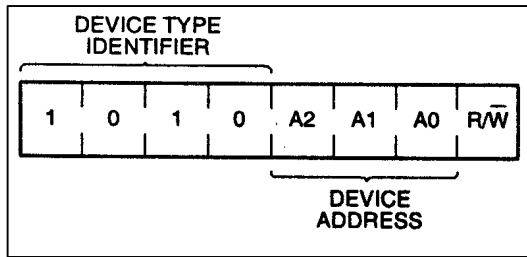 DEVICE TYPE
IDENTIFIER
1 0 1 0 A2 A1 A0 R/W̅
DEVICE
ADDRESS